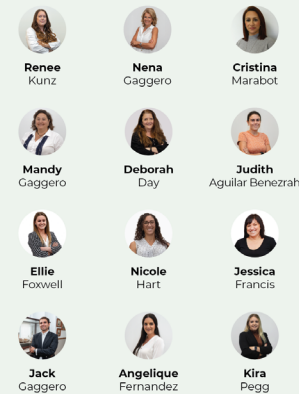 Renee
Kunz
Nena
Gaggero
Cristina
Marabot
Mandy
Gaggero
Deborah
Day
Judith
Aguilar Benezrah
Ellie
Foxwell
Nicole
Hart
Jessica
Francis
Jack
Gaggero
Angelique
Fernandez
Kira
Pegg